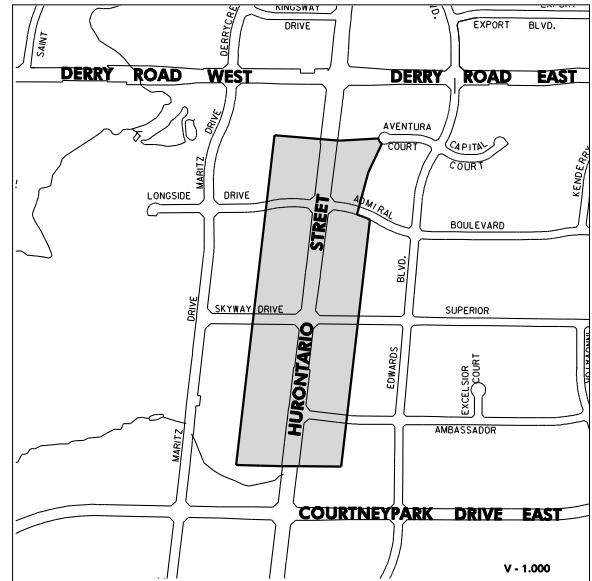 KINGSWAY
DRIVE
EXPORT BLVD.
SAINT
DERRYCRE
DERRY ROAD WEST
DERRY ROAD EAST
MARITZ DRIVE
AVENTURA
COURT
CAPITAL
COURT
KENDERRY
LONGSIDE DRIVE
ADMIRAL
BOULEVARD
HURONTARIO STREET
EDWARDS BLVD.
SKYWAY DRIVE
SUPERIOR
MARITZ DRIVE
EXCELSIOR
COURT
AMBASSADOR
COURTNEYPARK DRIVE EAST
V - 1.000